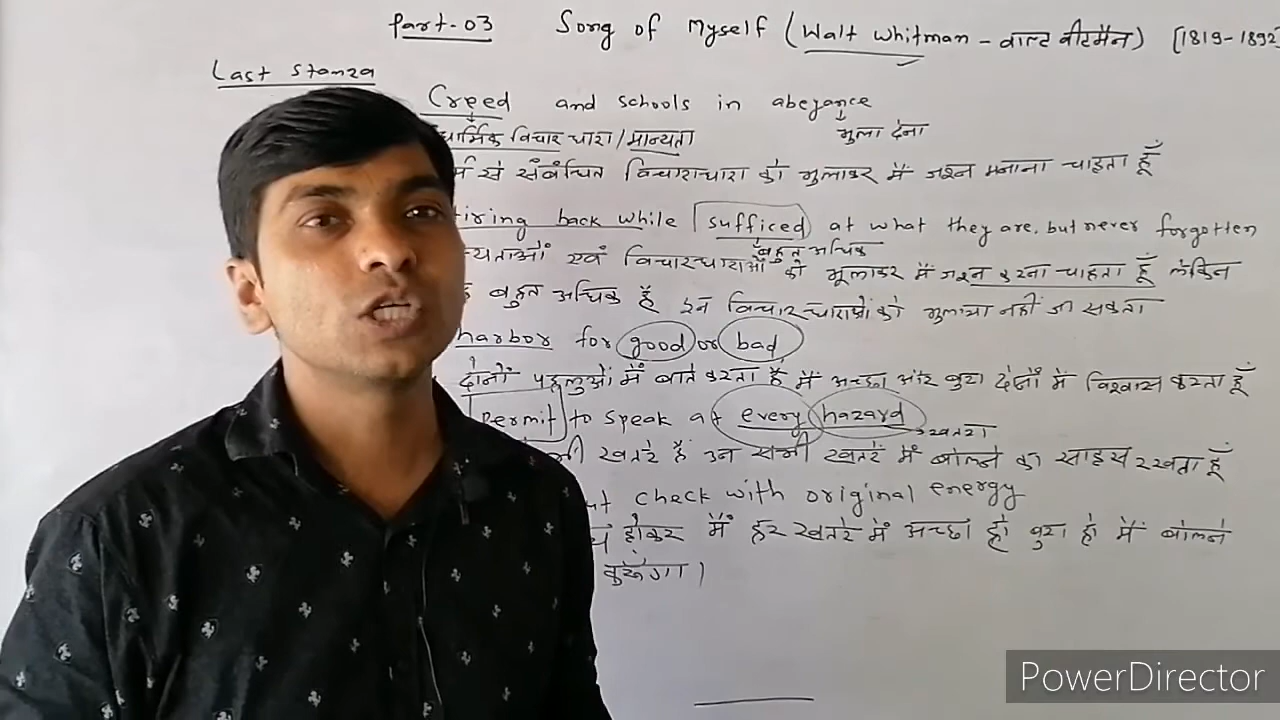 Part-03 Song of Myself (Walt Whitman - वाल्ट वीटमैन) [1819-1892
Last Stanza
Creed and schools in abeyance
धार्मिक विचार धारा/मान्यता भुला देना
से संबंधित विचाराधारा को भुलाकर मैं जश्न मनाना चाहता हूँ
tiring back while sufficed at what they are, but never forgotten
बहुत अधिक
एवं विचारधाराओं को भूलाकर मैं जश्न करना चाहता हूँ लेकिन
बहुत अधिक है इन विचारधाराओं को भुलाया नहीं जा सकता
harbor for good or bad
दोनों पहलुओं में बाते करता है मैं अच्छा और बुरा दोनों में विश्वास करता हूँ
Permit to speak at every hazard
खतरा
खतरे हैं उन सभी खतरे में बोलने का साहस रखता हूँ
check with original energy
होकर मैं हर खतरे में अच्छा हो बुरा हो मैं बोलने